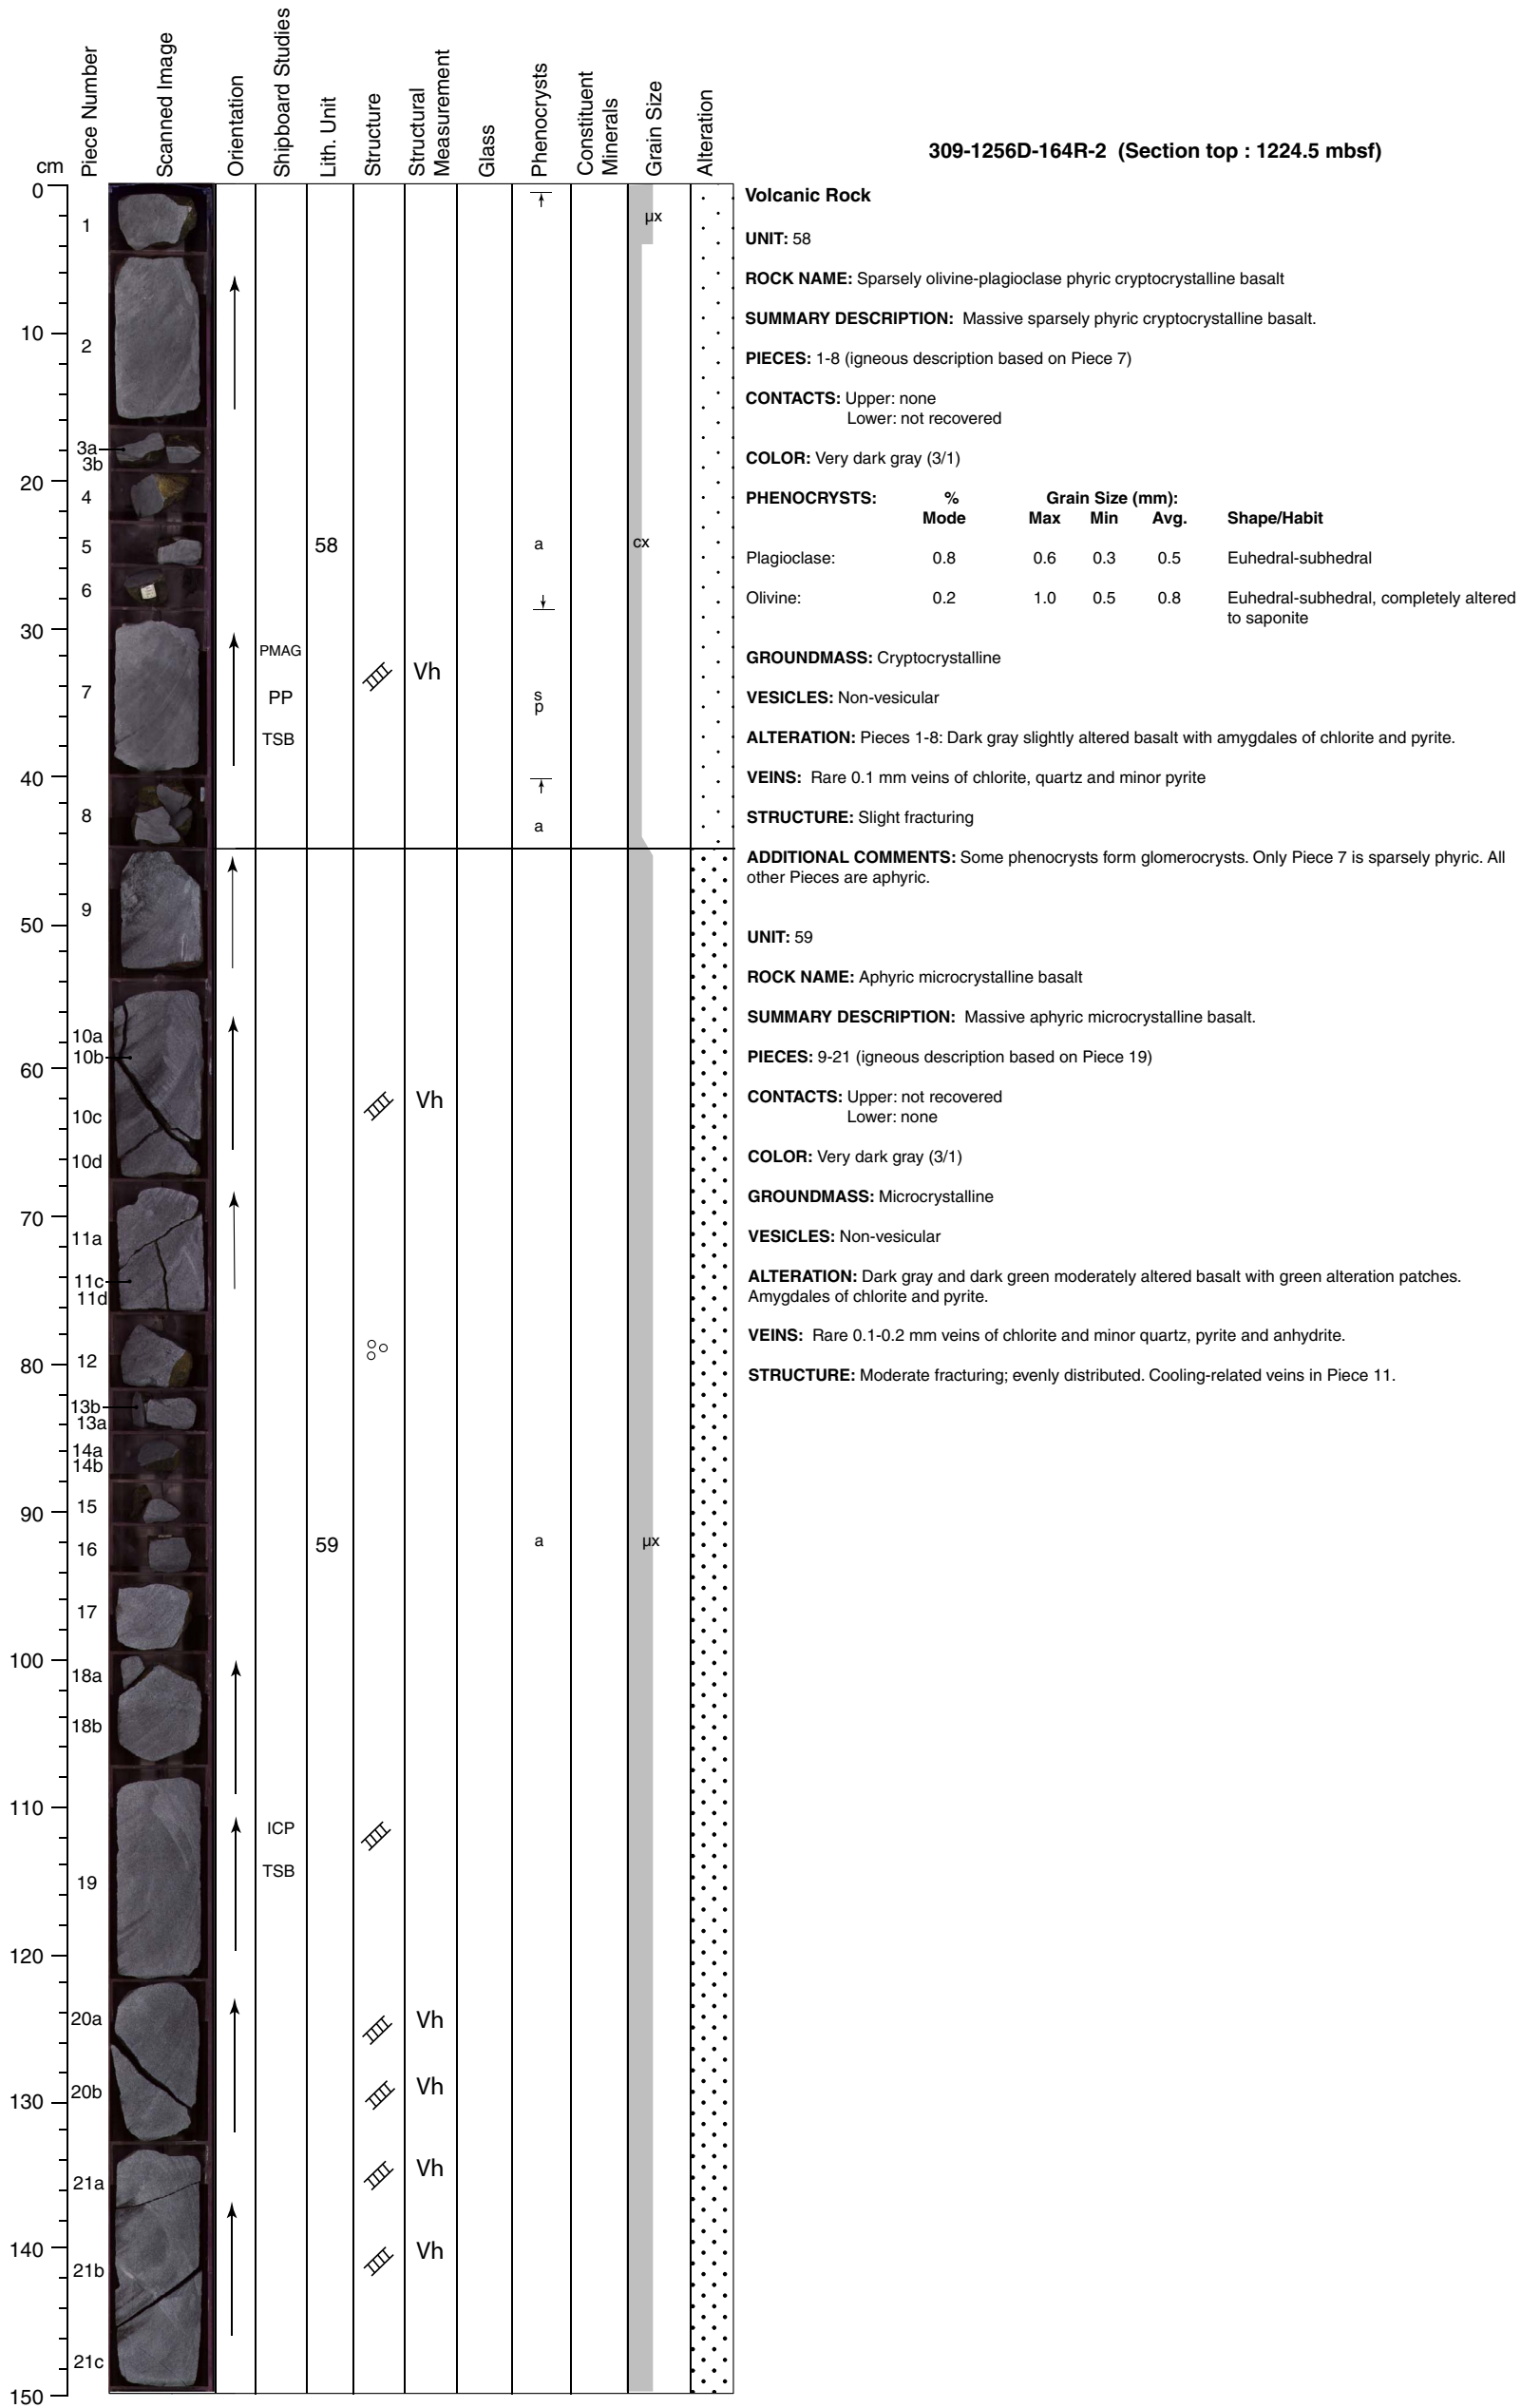 cm
Piece Number
Scanned Image
Orientation
Shipboard Studies
Lith. Unit
Structure
Structural
Measurement
Glass
Phenocrysts
Constituent
Minerals
Grain Size
Alteration
0
10
20
30
40
50
60
70
80
90
100
110
120
130
140
150
1
2
3a
3b
4
5
6
7
8
9
10a
10b
10c
10d
11a
11c
11d
12
13b
13a
14a
14b
15
16
17
18a
18b
19
20a
20b
21a
21b
21c
PMAG
PP
TSB
ICP
TSB
58
59
Vh
Vh
Vh
Vh
Vh
Vh
a
s
p
a
a
µx
cx
µx
309-1256D-164R-2 (Section top : 1224.5 mbsf)
Volcanic Rock
UNIT: 58
ROCK NAME: Sparsely olivine-plagioclase phyric cryptocrystalline basalt
SUMMARY DESCRIPTION: Massive sparsely phyric cryptocrystalline basalt.
PIECES: 1-8 (igneous description based on Piece 7)
CONTACTS: Upper: none
Lower: not recovered
COLOR: Very dark gray (3/1)
PHENOCRYSTS: % Grain Size (mm):
Mode Max Min Avg. Shape/Habit
Plagioclase: 0.8 0.6 0.3 0.5 Euhedral-subhedral
Olivine: 0.2 1.0 0.5 0.8 Euhedral-subhedral, completely altered
to saponite
GROUNDMASS: Cryptocrystalline
VESICLES: Non-vesicular
ALTERATION: Pieces 1-8: Dark gray slightly altered basalt with amygdales of chlorite and pyrite.
VEINS: Rare 0.1 mm veins of chlorite, quartz and minor pyrite
STRUCTURE: Slight fracturing
ADDITIONAL COMMENTS: Some phenocrysts form glomerocrysts. Only Piece 7 is sparsely phyric. All
other Pieces are aphyric.
UNIT: 59
ROCK NAME: Aphyric microcrystalline basalt
SUMMARY DESCRIPTION: Massive aphyric microcrystalline basalt.
PIECES: 9-21 (igneous description based on Piece 19)
CONTACTS: Upper: not recovered
Lower: none
COLOR: Very dark gray (3/1)
GROUNDMASS: Microcrystalline
VESICLES: Non-vesicular
ALTERATION: Dark gray and dark green moderately altered basalt with green alteration patches.
Amygdales of chlorite and pyrite.
VEINS: Rare 0.1-0.2 mm veins of chlorite and minor quartz, pyrite and anhydrite.
STRUCTURE: Moderate fracturing; evenly distributed. Cooling-related veins in Piece 11.